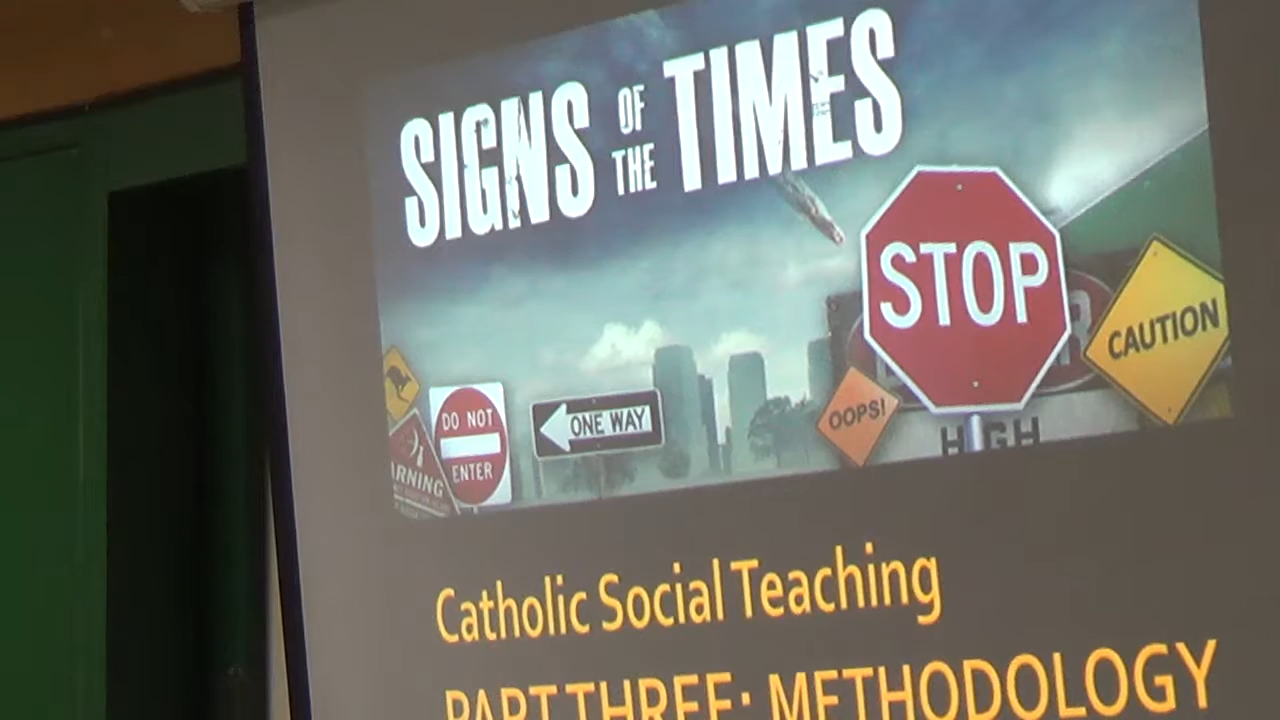 SIGNS OF THE TIMES
STOP
CAUTION
OOPS!
DO NOT
ENTER
ONE WAY
ARNING
HIGH
Catholic Social Teaching
PART THREE: METHODOLOGY